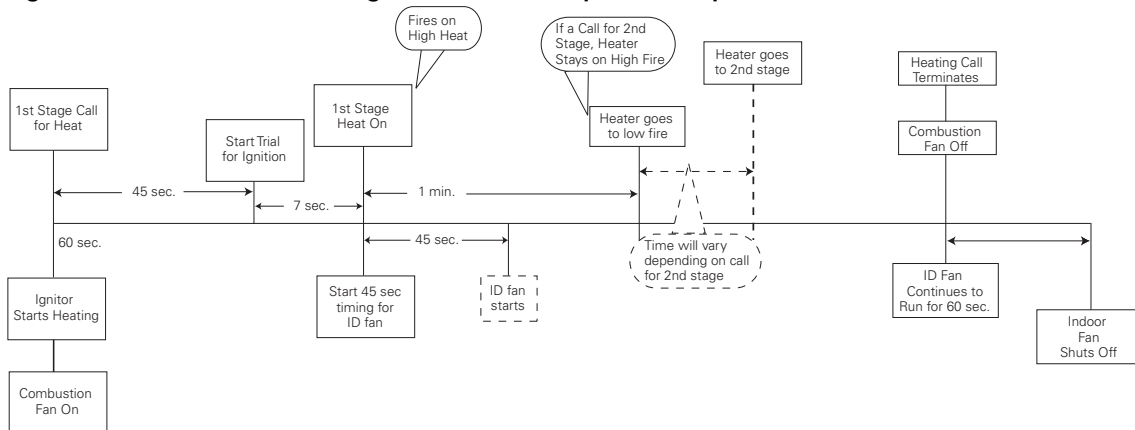 Fires on
High Heat
If a Call for 2nd
Stage, Heater
Stays on High Fire
Heater goes
to 2nd stage
Heating Call
Terminates
1st Stage Call
for Heat
1st Stage
Heat On
Heater goes
to low fire
Start Trial
for Ignition
Combustion
Fan Off
45 sec.
1 min.
7 sec.
60 sec.
45 sec.
Time will vary
depending on call
for 2nd stage
Ignitor
Starts Heating
Start 45 sec
timing for
ID fan
ID fan
starts
ID Fan
Continues to
Run for 60 sec.
Indoor
Fan
Shuts Off
Combustion
Fan On